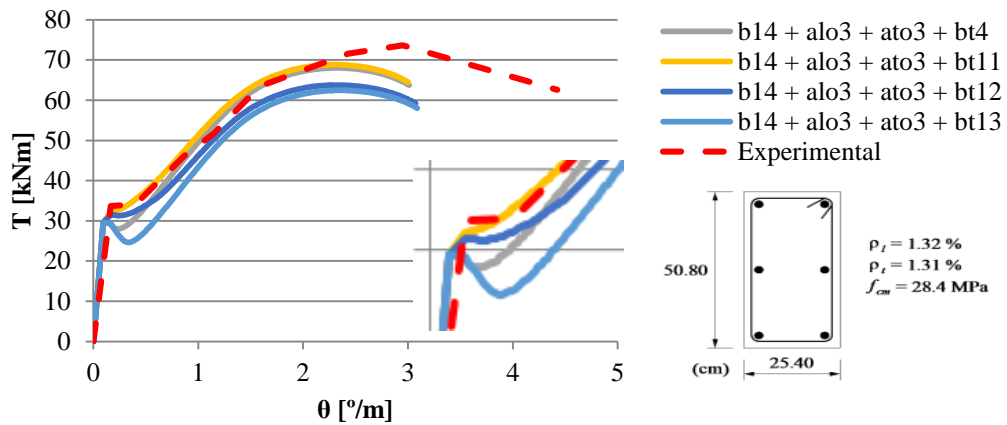 80
70
60
50
40
30
20
10
0
T [kNm]
0 1 2 3 4 5
θ [º/m]
b14 + alo3 + ato3 + bt4
b14 + alo3 + ato3 + bt11
b14 + alo3 + ato3 + bt12
b14 + alo3 + ato3 + bt13
Experimental
50.80
(cm)
25.40
ρl = 1.32 %
ρt = 1.31 %
fcm = 28.4 MPa